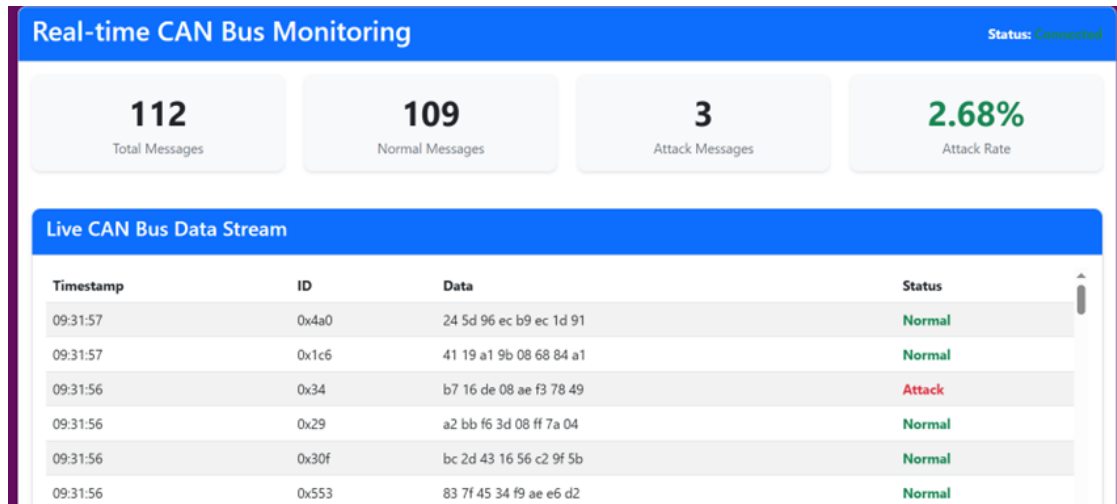 Real-time CAN Bus Monitoring
Status: Connected
112
Total Messages
109
Normal Messages
3
Attack Messages
2.68%
Attack Rate
Live CAN Bus Data Stream
Timestamp ID Data Status
09:31:57 0x4a0 24 5d 96 ec b9 ec 1d 91 Normal
09:31:57 0x1c6 41 19 a1 9b 08 68 84 a1 Normal
09:31:56 0x34 b7 16 de 08 ae f3 78 49 Attack
09:31:56 0x29 a2 bb f6 3d 08 ff 7a 04 Normal
09:31:56 0x30f bc 2d 43 16 56 c2 9f 5b Normal
09:31:56 0x553 83 7f 45 34 f9 ae e6 d2 Normal